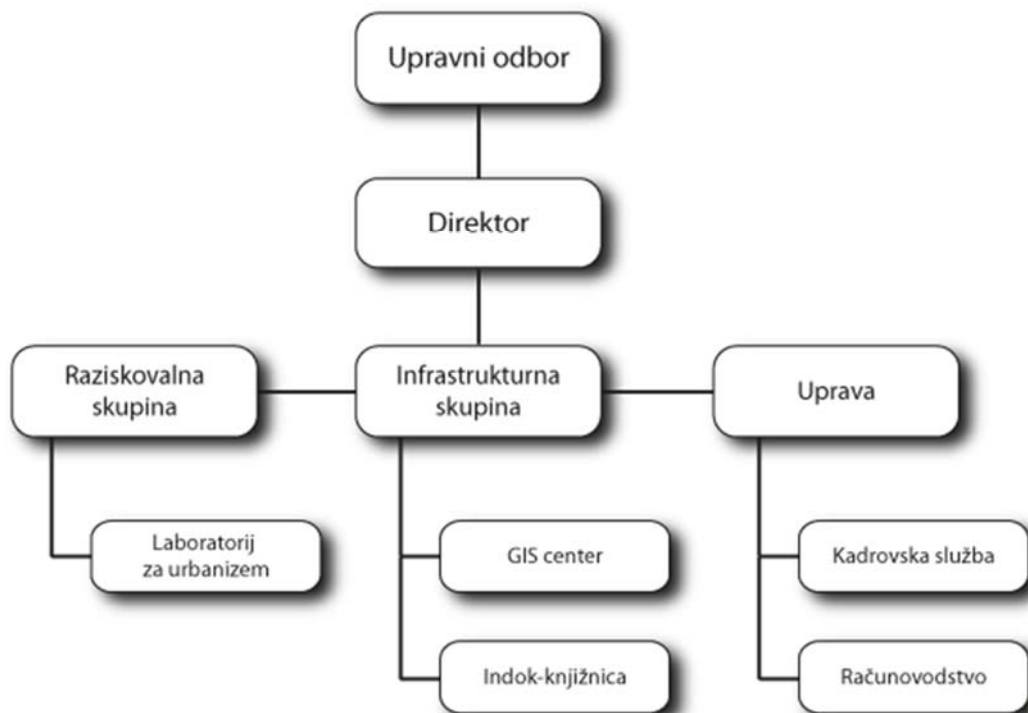 Upravni odbor
Direktor
Raziskovalna
skupina
Infrastrukturna
skupina
Uprava
Laboratorij
za urbanizem
GIS center
Kadrovska služba
Indok-knjižnica
Računovodstvo